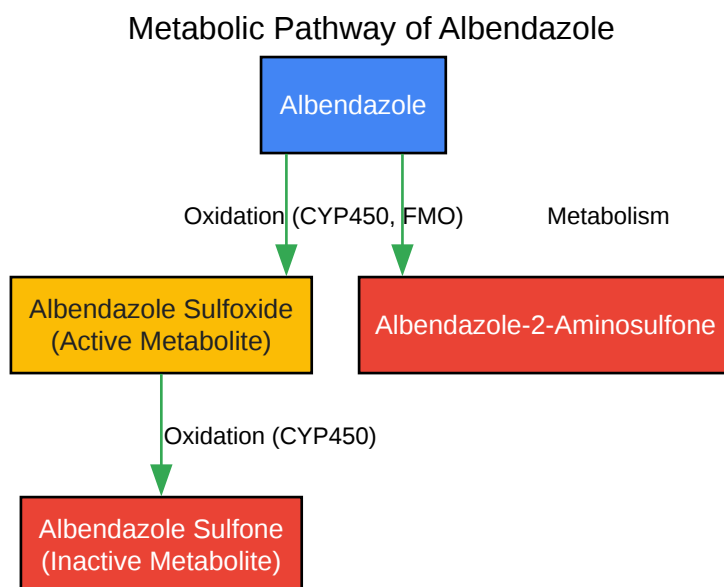 Metabolic Pathway of Albendazole
Albendazole
Oxidation (CYP450, FMO)
Metabolism
Albendazole Sulfoxide
(Active Metabolite)
Albendazole-2-Aminosulfone
Oxidation (CYP450)
Albendazole Sulfone
(Inactive Metabolite)